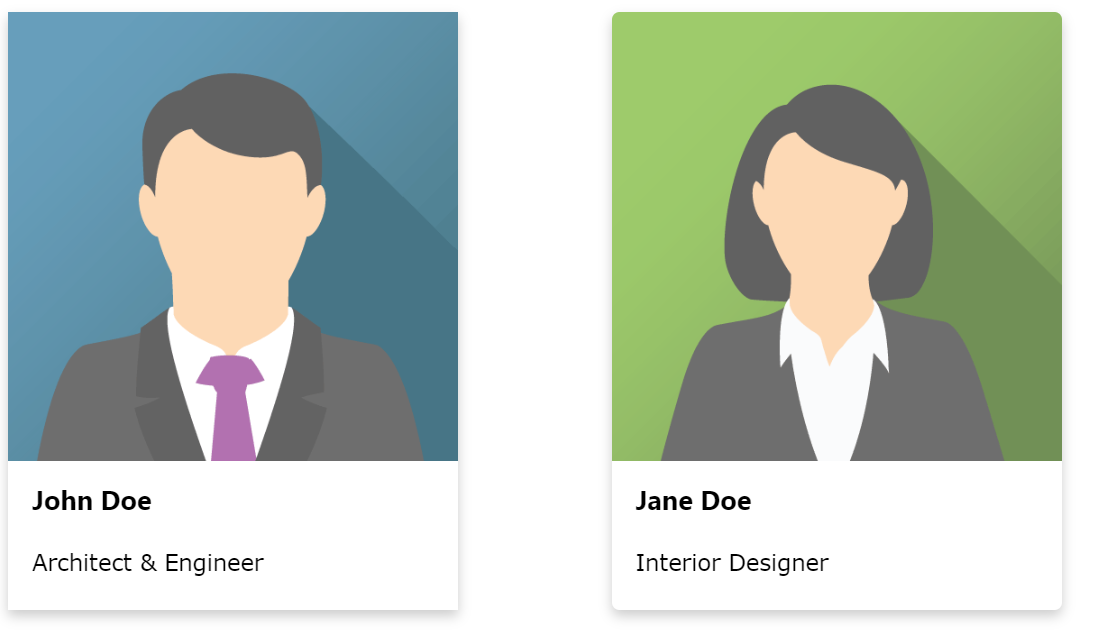 John Doe
Architect & Engineer
Jane Doe
Interior Designer